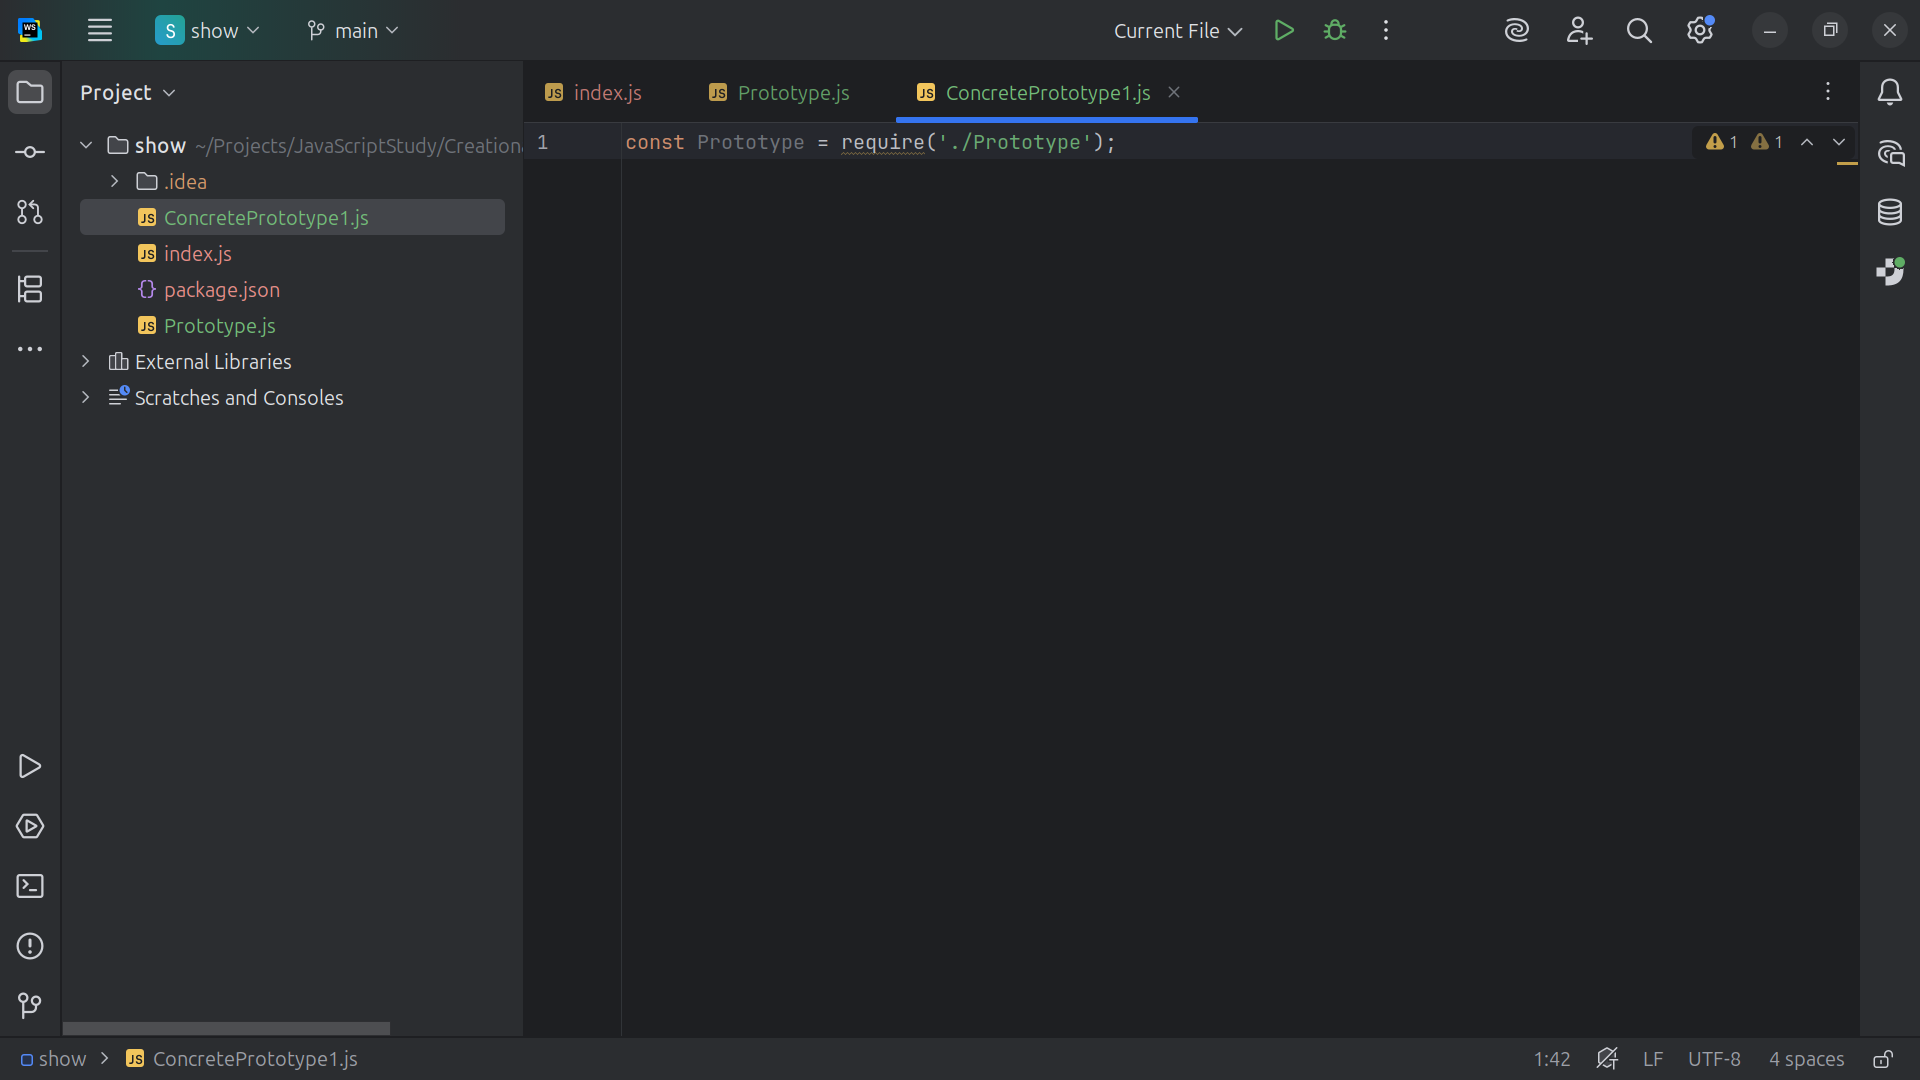 WS
S show
main
Current File
Project
index.js
Prototype.js
ConcretePrototype1.js
show ~/Projects/JavaScriptStudy/Creation
.idea
ConcretePrototype1.js
index.js
package.json
Prototype.js
External Libraries
Scratches and Consoles
1 const Prototype = require('./Prototype');
1 1
show > ConcretePrototype1.js
1:42
LF
UTF-8
4 spaces